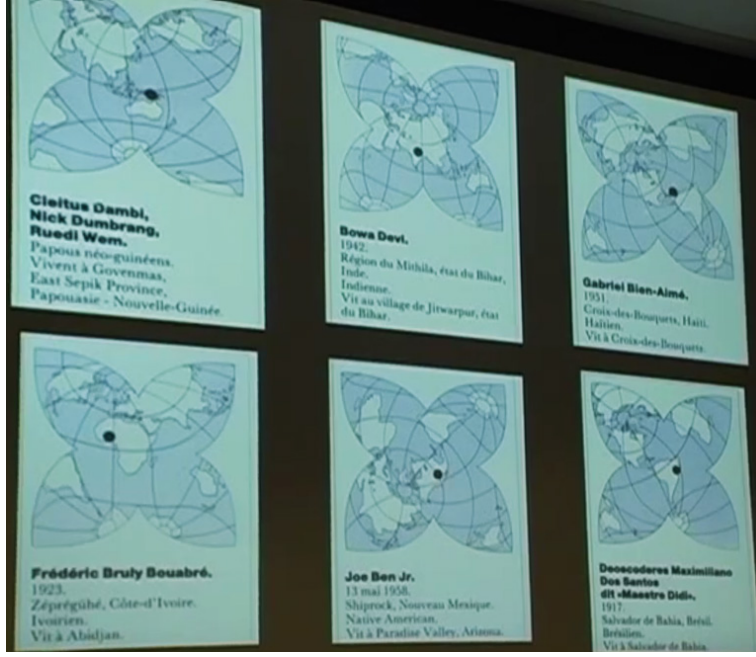 Cleitus Dambi,
Nick Dumbrang,
Ruedi Wem.
Papous néo-guinéens.
Vivent à Govenmas,
East Sepik Province,
Papouasie - Nouvelle-Guinée.
Bowa Devi.
1942.
Région du Mithila, état du Bihar,
Inde.
Indienne.
Vit au village de Jitwarpur, état
du Bihar.
Gabriel Bien-Aimé.
1951.
Croix-des-Bouquets, Haïti.
Haïtien.
Vit à Croix-des-Bouquets.
Frédéric Bruly Bouabré.
1923.
Zéprégühé, Côte-d'Ivoire.
Ivoirien.
Vit à Abidjan.
Joe Ben Jr.
13 mai 1958.
Shiprock, Nouveau Mexique.
Native American.
Vit à Paradise Valley, Arizona.
Deoscoderes Maximiliano
Dos Santos
dit «Maestre Didi».
1917.
Salvador de Bahia, Brésil.
Brésilien.
Vit à Salvador de Bahia.